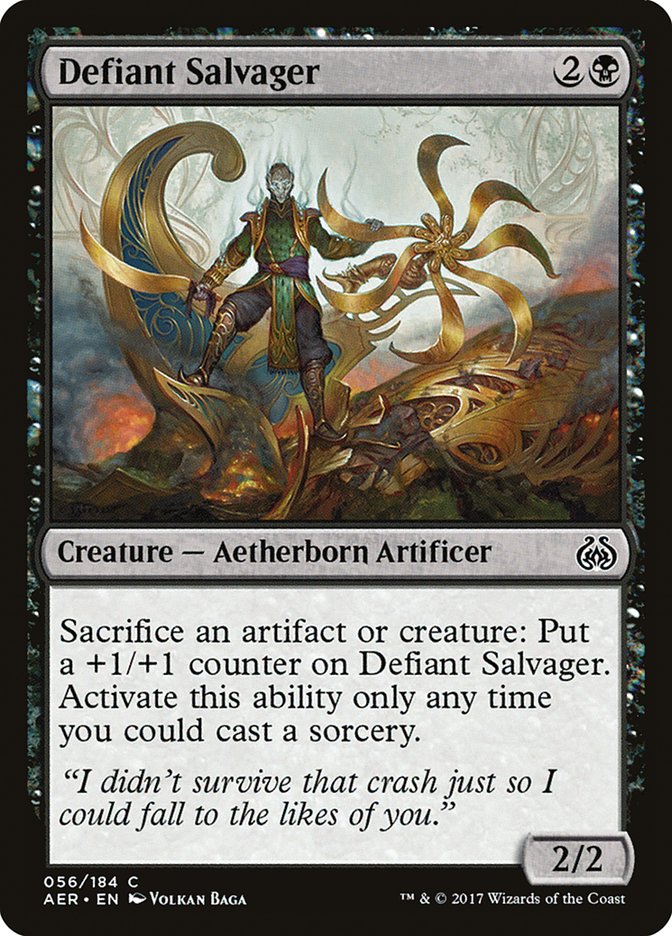 Defiant Salvager
2
Creature — Aetherborn Artificer
Sacrifice an artifact or creature: Put
a +1/+1 counter on Defiant Salvager.
Activate this ability only any time
you could cast a sorcery.
“I didn’t survive that crash just so I
could fall to the likes of you.”
2/2
056/184 C
AER • EN Volkan Baga
™ & © 2017 Wizards of the Coast